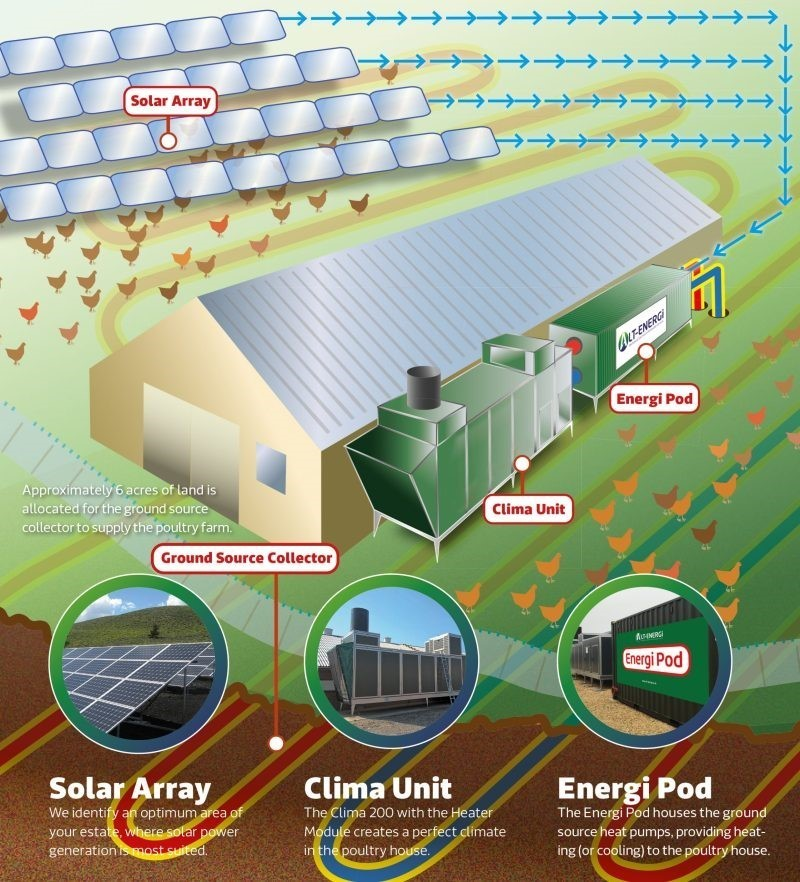 Solar Array
ALT-ENERGi
Energi Pod
Clima Unit
Approximately 6 acres of land is
allocated for the ground source
collector to supply the poultry farm.
Ground Source Collector
ALT-ENERGi
Energi Pod
Solar Array
We identify an optimum area of
your estate, where solar power
generation is most suited.
Clima Unit
The Clima 200 with the Heater
Module creates a perfect climate
in the poultry house.
Energi Pod
The Energi Pod houses the ground
source heat pumps, providing heat-
ing (or cooling) to the poultry house.